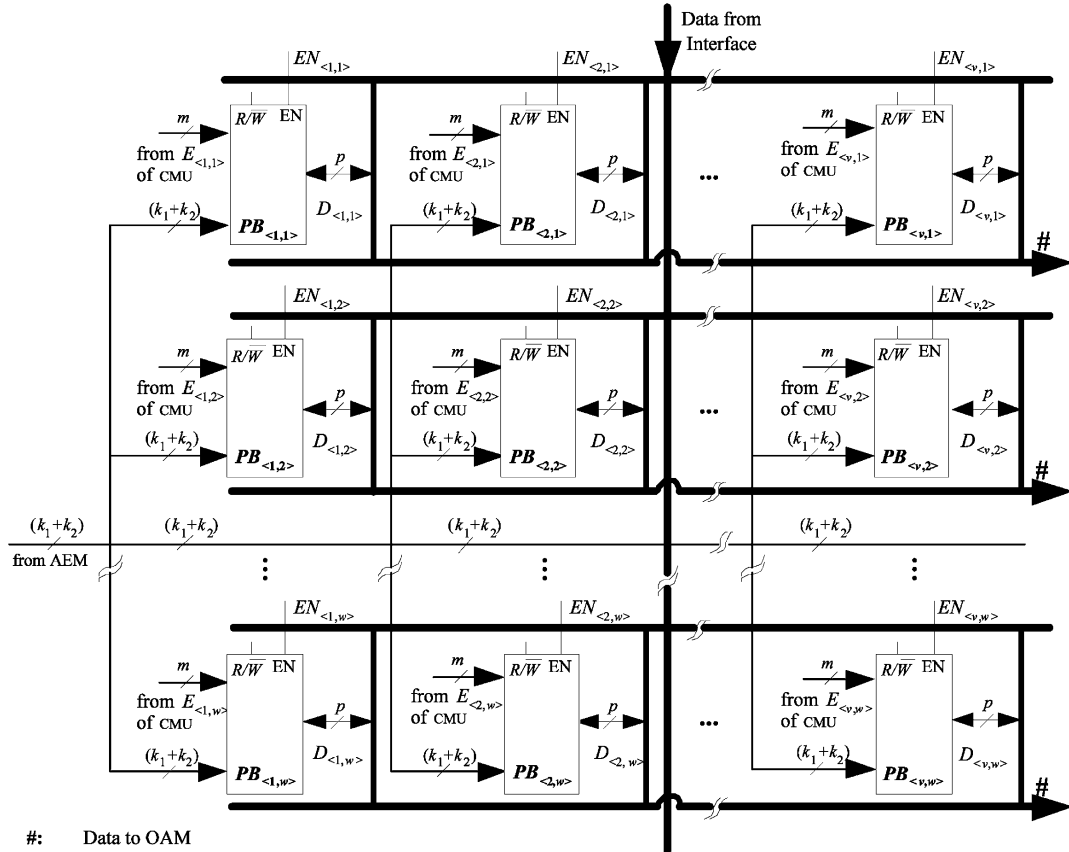 Data from
Interface
EN<1,1> EN<2,1> EN<v,1>
R/W̅ EN R/W̅ EN R/W̅ EN
m m m
from E<1,1> from E<2,1> from E<v,1>
of CMU of CMU of CMU
p p p
...
D<1,1> D<2,1> D<v,1>
(k1+k2) (k1+k2) (k1+k2)
PB<1,1> PB<2,1> PB<v,1>
#
EN<1,2> EN<2,2> EN<v,2>
R/W̅ EN R/W̅ EN R/W̅ EN
m m m
from E<1,2> from E<2,2> from E<v,2>
of CMU of CMU of CMU
p p p
...
D<1,2> D<2,2> D<v,2>
(k1+k2) (k1+k2) (k1+k2)
PB<1,2> PB<2,2> PB<v,2>
#
(k1+k2) (k1+k2) (k1+k2) (k1+k2)
from AEM
⋮ ⋮ ⋮
EN<1,w> EN<2,w> EN<v,w>
R/W̅ EN R/W̅ EN R/W̅ EN
m m m
from E<1,w> from E<2,w> from E<v,w>
of CMU of CMU of CMU
p p p
...
D<1,w> D<2, w> D<v,w>
(k1+k2) (k1+k2) (k1+k2)
PB<1,w> PB<2,w> PB<v,w>
#
#: Data to OAM